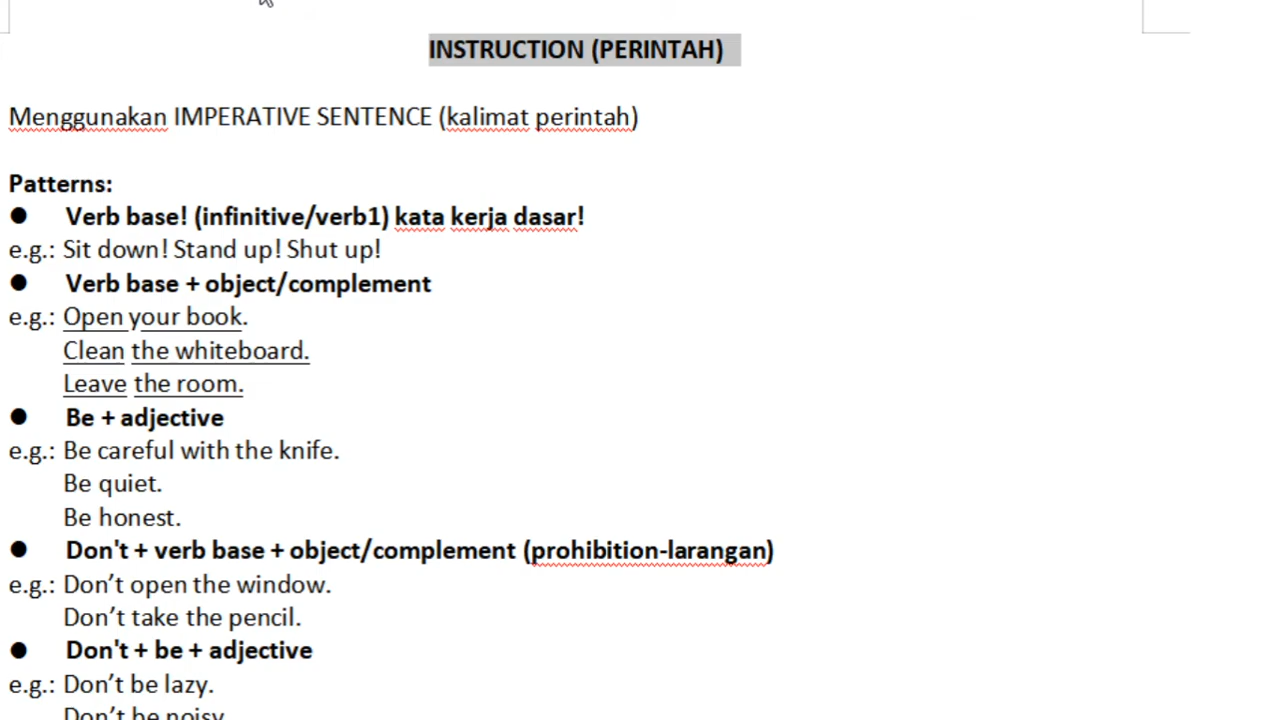 INSTRUCTION (PERINTAH)
Menggunakan IMPERATIVE SENTENCE (kalimat perintah)
Patterns:
● Verb base! (infinitive/verb1) kata kerja dasar!
e.g.: Sit down! Stand up! Shut up!
● Verb base + object/complement
e.g.: Open your book.
Clean the whiteboard.
Leave the room.
● Be + adjective
e.g.: Be careful with the knife.
Be quiet.
Be honest.
● Don't + verb base + object/complement (prohibition-larangan)
e.g.: Don’t open the window.
Don’t take the pencil.
● Don't + be + adjective
e.g.: Don’t be lazy.
Don’t be noisy